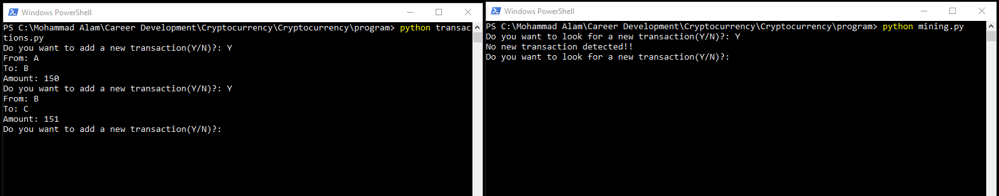 Windows PowerShell
PS C:\Mohammad Alam\Career Development\Cryptocurrency\Cryptocurrency\program> python transac
tions.py
Do you want to add a new transaction(Y/N)?: Y
From: A
To: B
Amount: 150
Do you want to add a new transaction(Y/N)?: Y
From: B
To: C
Amount: 151
Do you want to add a new transaction(Y/N)?:
Windows PowerShell
PS C:\Mohammad Alam\Career Development\Cryptocurrency\Cryptocurrency\program> python mining.py
Do you want to look for a new transaction(Y/N)?: Y
No new transaction detected!!
Do you want to look for a new transaction(Y/N)?: